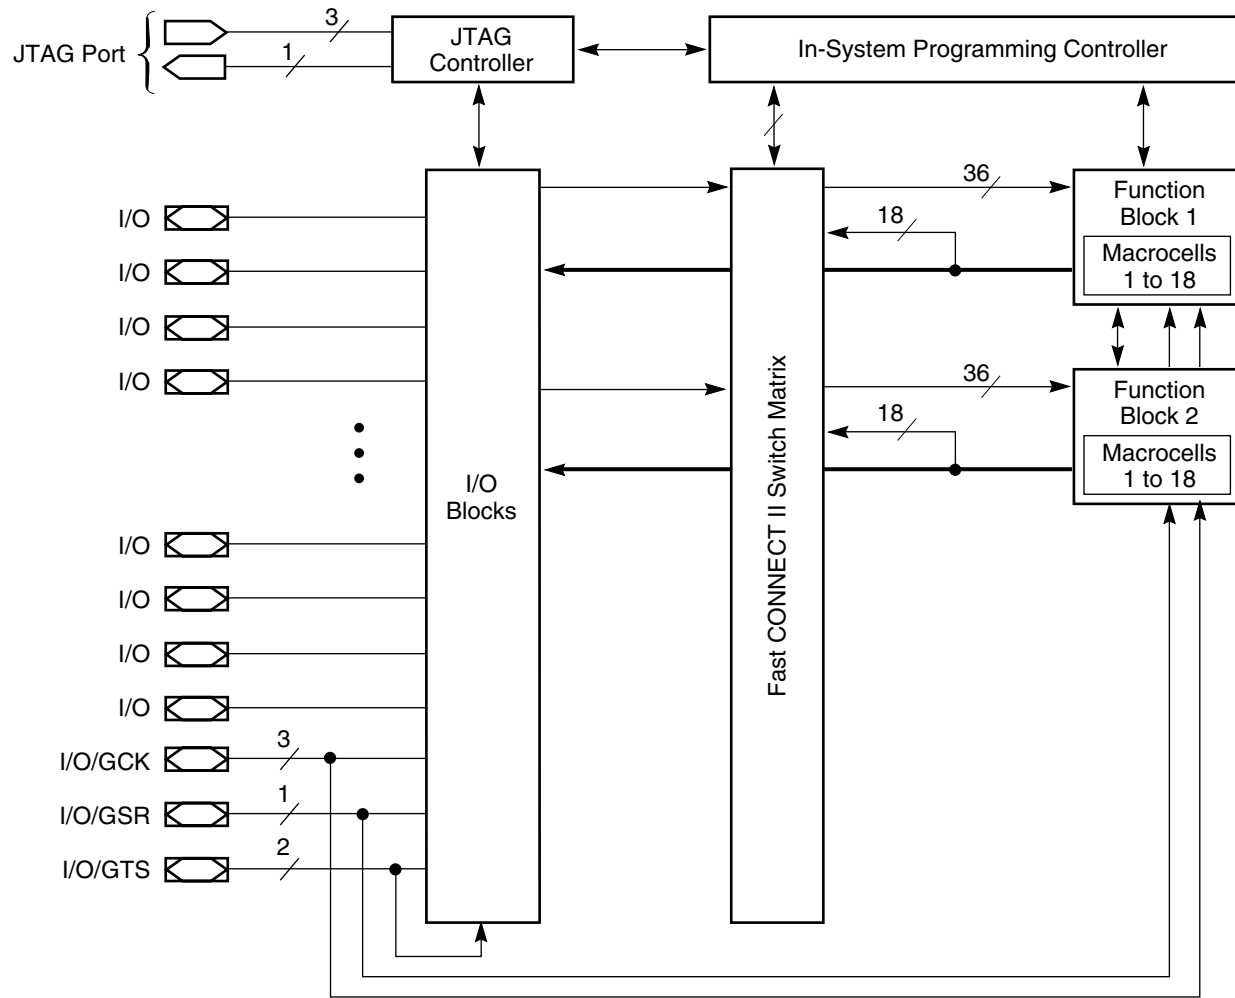 JTAG Port
3
1
JTAG
Controller
In-System Programming Controller
I/O
I/O
I/O
I/O
I/O
I/O
I/O
I/O
I/O/GCK
3
I/O/GSR
1
I/O/GTS
2
I/O
Blocks
Fast CONNECT II Switch Matrix
36
18
Function
Block 1
Macrocells
1 to 18
36
18
Function
Block 2
Macrocells
1 to 18